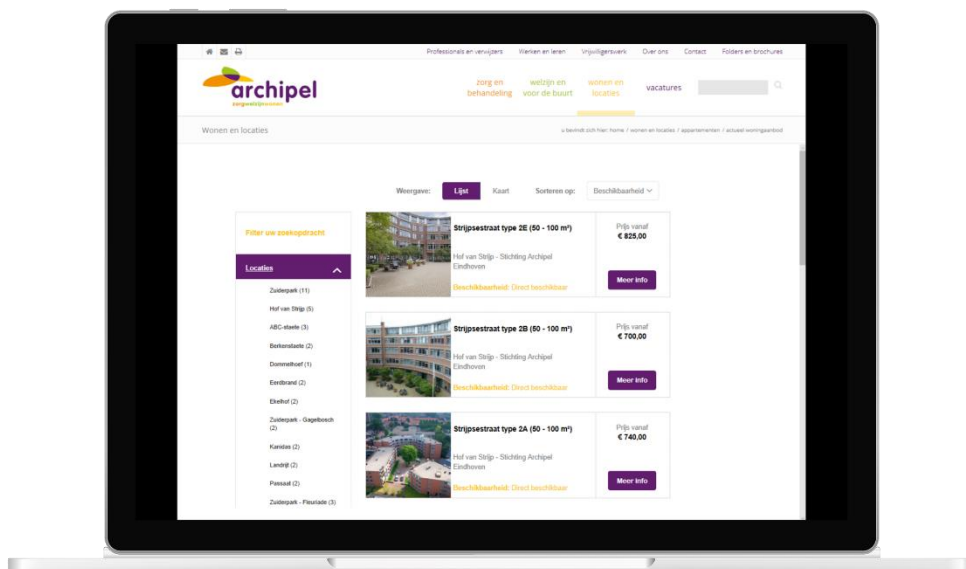 Professionals en verwijzers Werken en leren Vrijwilligerswerk Over ons Contact Folders en brochures
archipel
zorgwelzijnwonen
zorg en behandeling
welzijn en voor de buurt
wonen en locaties
vacatures
Wonen en locaties
u bevindt zich hier: home / wonen en locaties / appartementen / actueel woningaanbod
Weergave: Lijst Kaart Sorteren op: Beschikbaarheid
Filter uw zoekopdracht
Locaties
Zuiderpark (11)
Hof van Strijp (5)
ABC-staete (3)
Berkenstaete (2)
Dommelhoef (1)
Eerdbrand (2)
Ekelhof (2)
Zuiderpark - Gagelbosch
(2)
Kanidas (2)
Landrijt (2)
Passaat (2)
Zuiderpark - Fleuriade (3)
Strijpsestraat type 2E (50 - 100 m²)
Hof van Strijp - Stichting Archipel
Eindhoven
Beschikbaarheid: Direct beschikbaar
Prijs vanaf
€ 825,00
Meer info
Strijpsestraat type 2B (50 - 100 m²)
Hof van Strijp - Stichting Archipel
Eindhoven
Beschikbaarheid: Direct beschikbaar
Prijs vanaf
€ 700,00
Meer info
Strijpsestraat type 2A (50 - 100 m²)
Hof van Strijp - Stichting Archipel
Eindhoven
Beschikbaarheid: Direct beschikbaar
Prijs vanaf
€ 740,00
Meer info